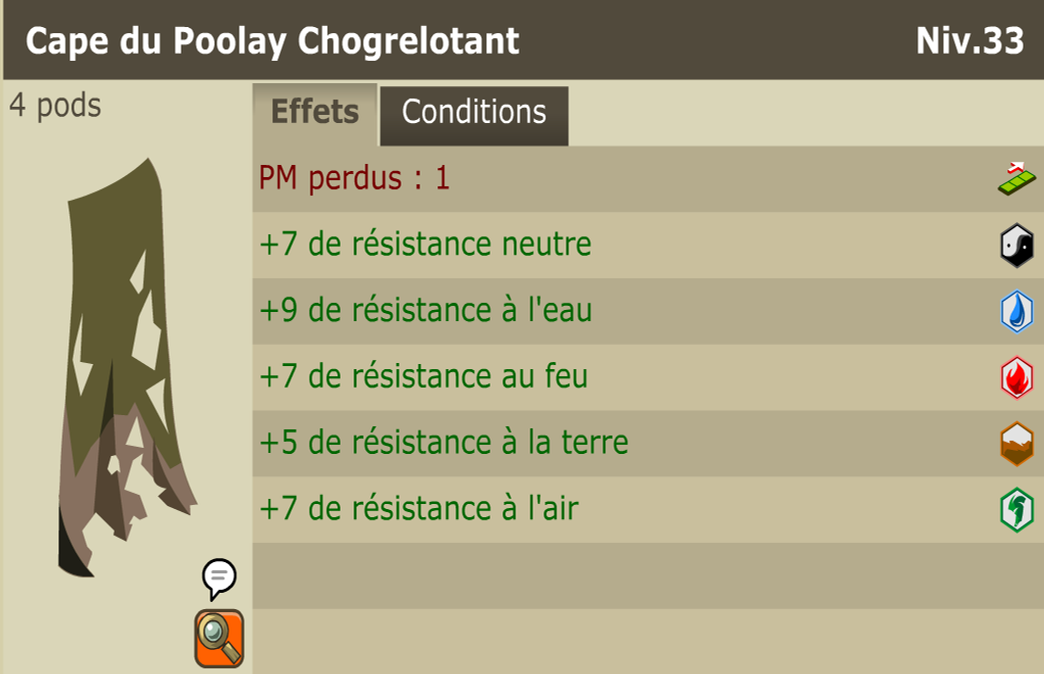 Cape du Poolay Chogrelotant
Niv.33
4 pods
Effets
Conditions
PM perdus : 1
+7 de résistance neutre
+9 de résistance à l'eau
+7 de résistance au feu
+5 de résistance à la terre
+7 de résistance à l'air